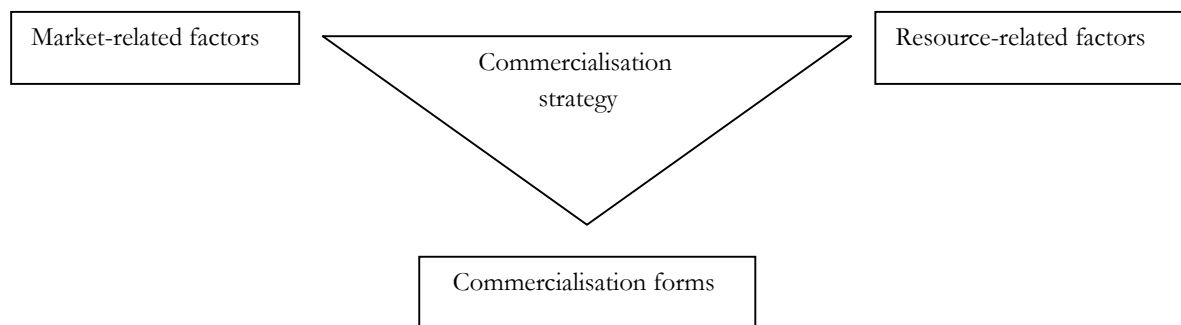 Market-related factors
Commercialisation
strategy
Resource-related factors
Commercialisation forms